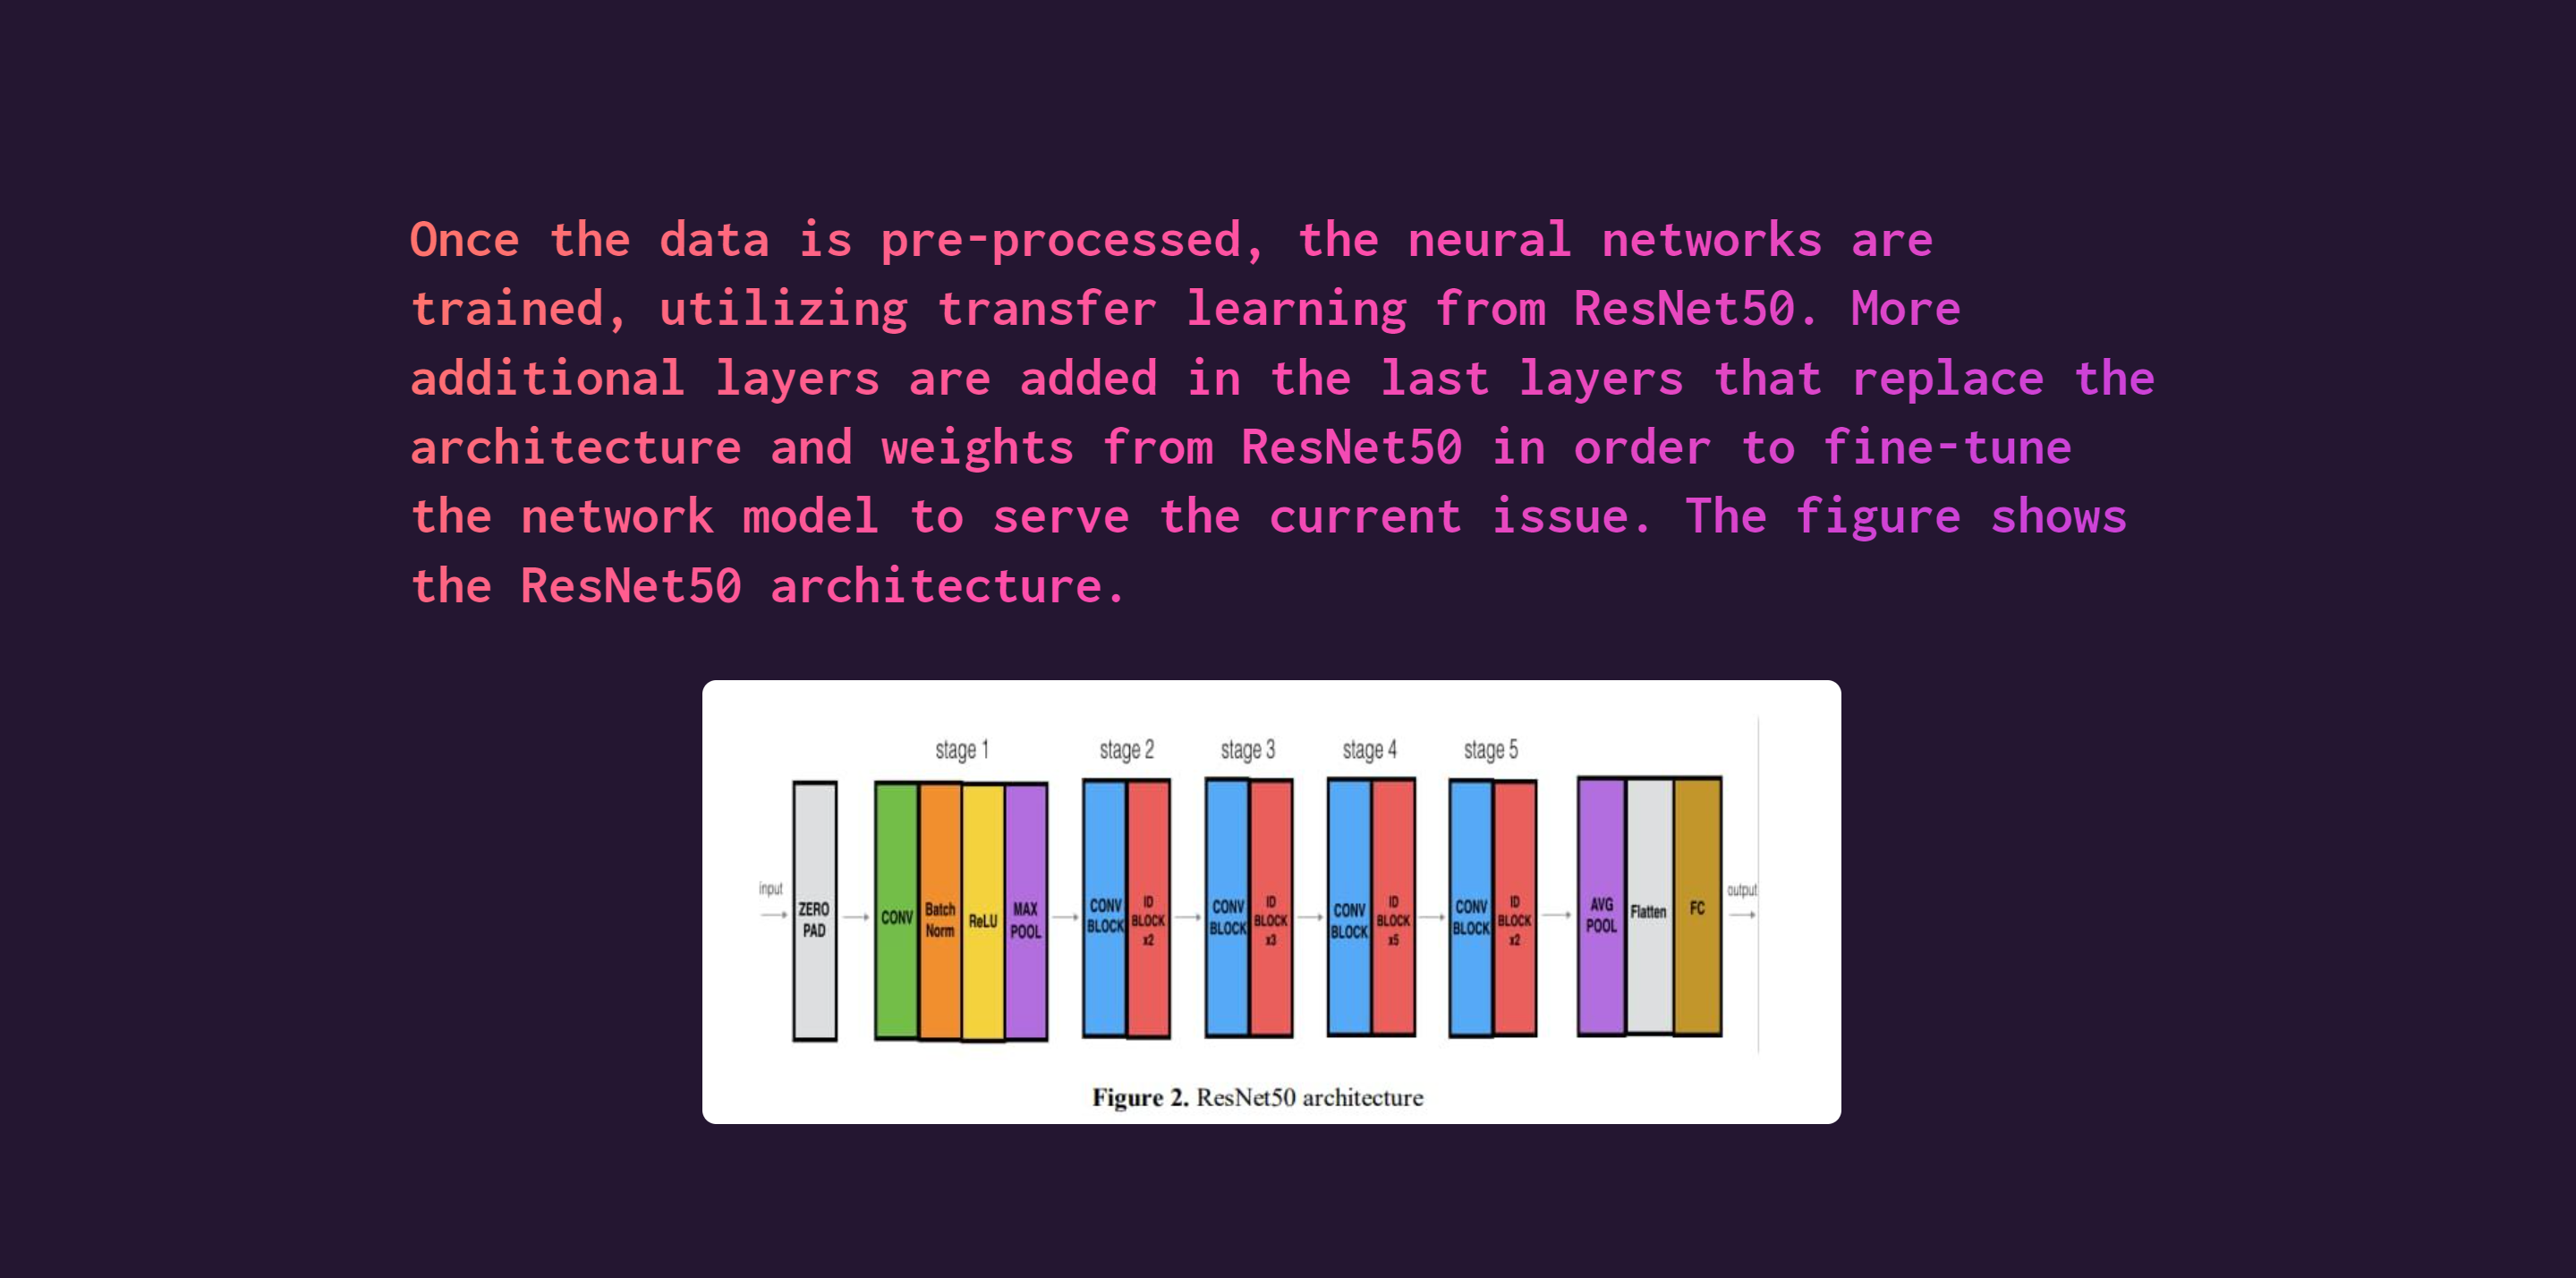 Once the data is pre-processed, the neural networks are
trained, utilizing transfer learning from ResNet50. More
additional layers are added in the last layers that replace the
architecture and weights from ResNet50 in order to fine-tune
the network model to serve the current issue. The figure shows
the ResNet50 architecture.
stage 1
stage 2
stage 3
stage 4
stage 5
input
ZERO
PAD
CONV
Batch
Norm
ReLU
MAX
POOL
CONV
BLOCK
ID
BLOCK
x2
CONV
BLOCK
ID
BLOCK
x3
CONV
BLOCK
ID
BLOCK
x5
CONV
BLOCK
ID
BLOCK
x2
AVG
POOL
Flatten
FC
output
Figure 2. ResNet50 architecture